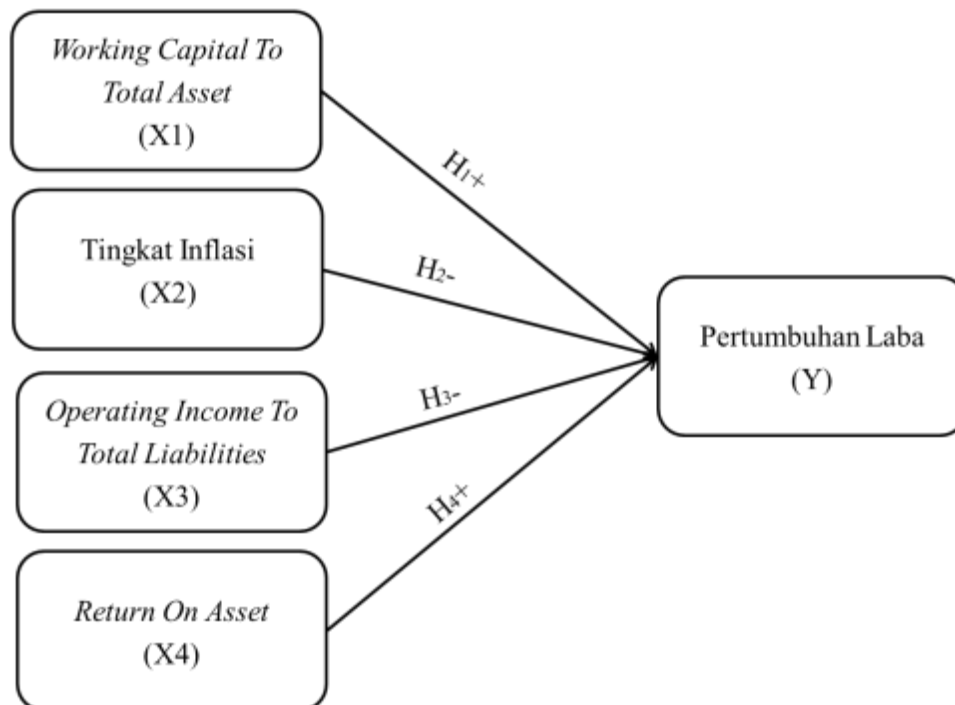 Working Capital To
Total Asset
(X1)
H1+
Tingkat Inflasi
(X2)
H2-
Pertumbuhan Laba
(Y)
Operating Income To
Total Liabilities
(X3)
H3-
H4+
Return On Asset
(X4)